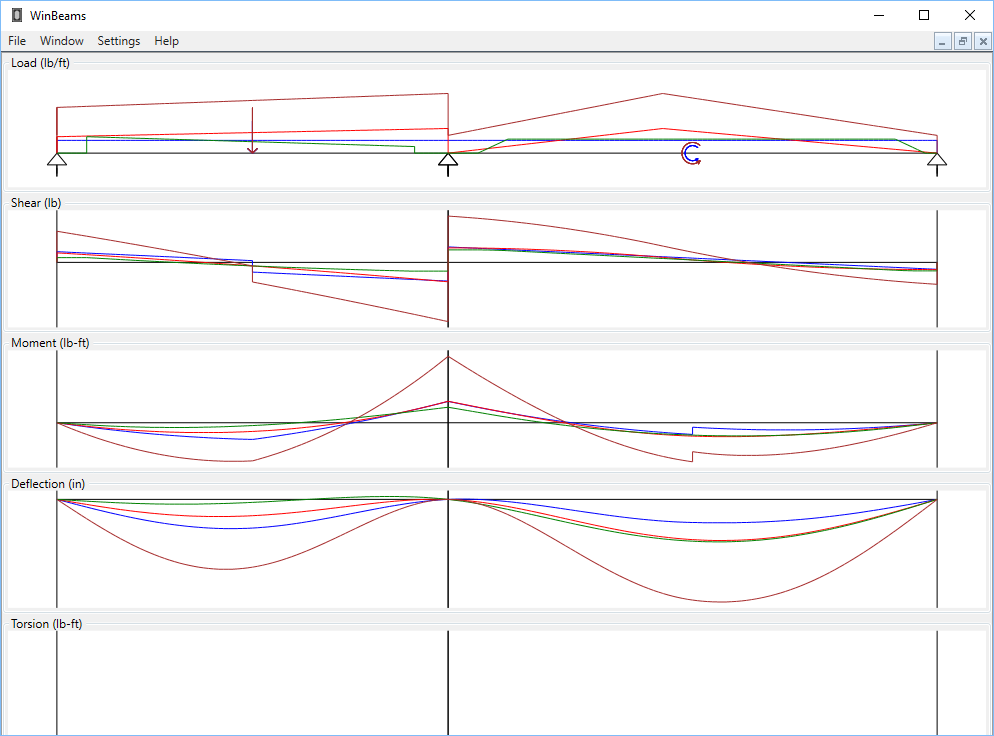 WinBeams
File Window Settings Help
Load (lb/ft)
Shear (lb)
Moment (lb-ft)
Deflection (in)
Torsion (lb-ft)